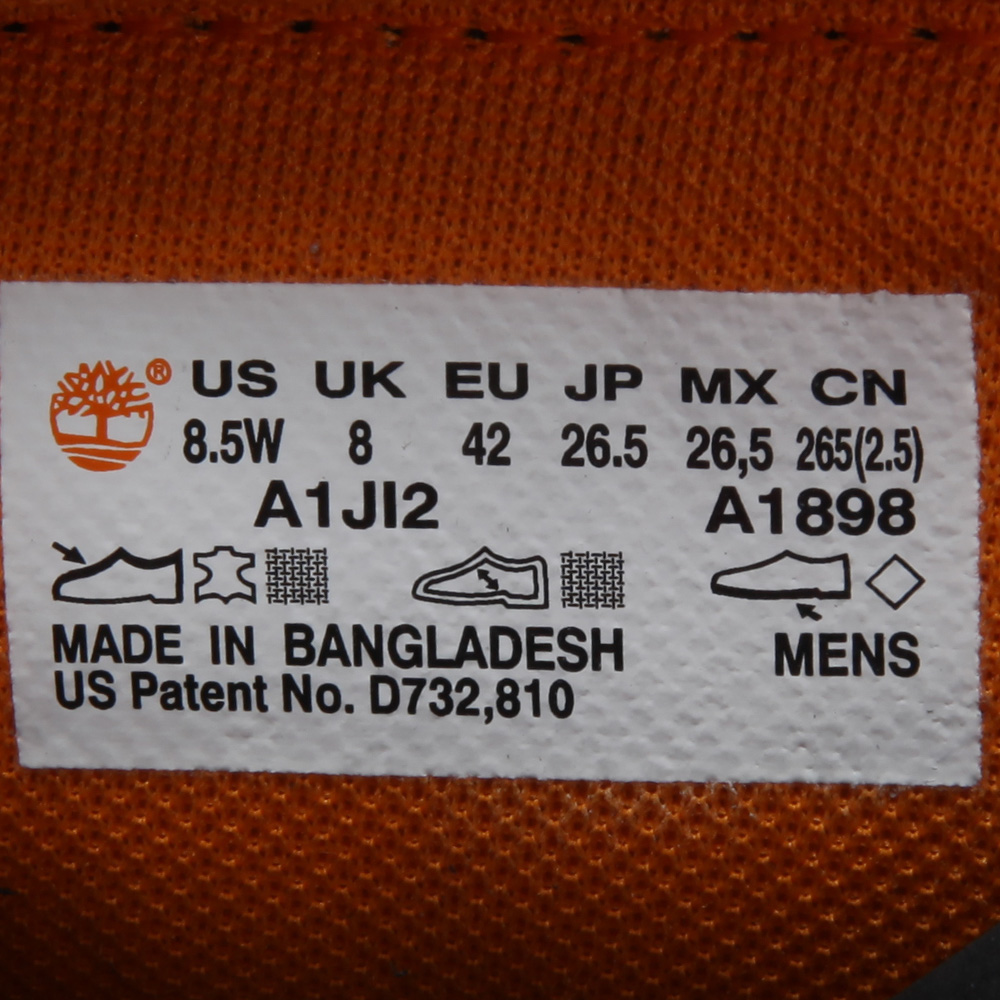 ® US UK EU JP MX CN
8.5W 8 42 26.5 26,5 265(2.5)
A1JI2 A1898
MADE IN BANGLADESH MENS
US Patent No. D732,810